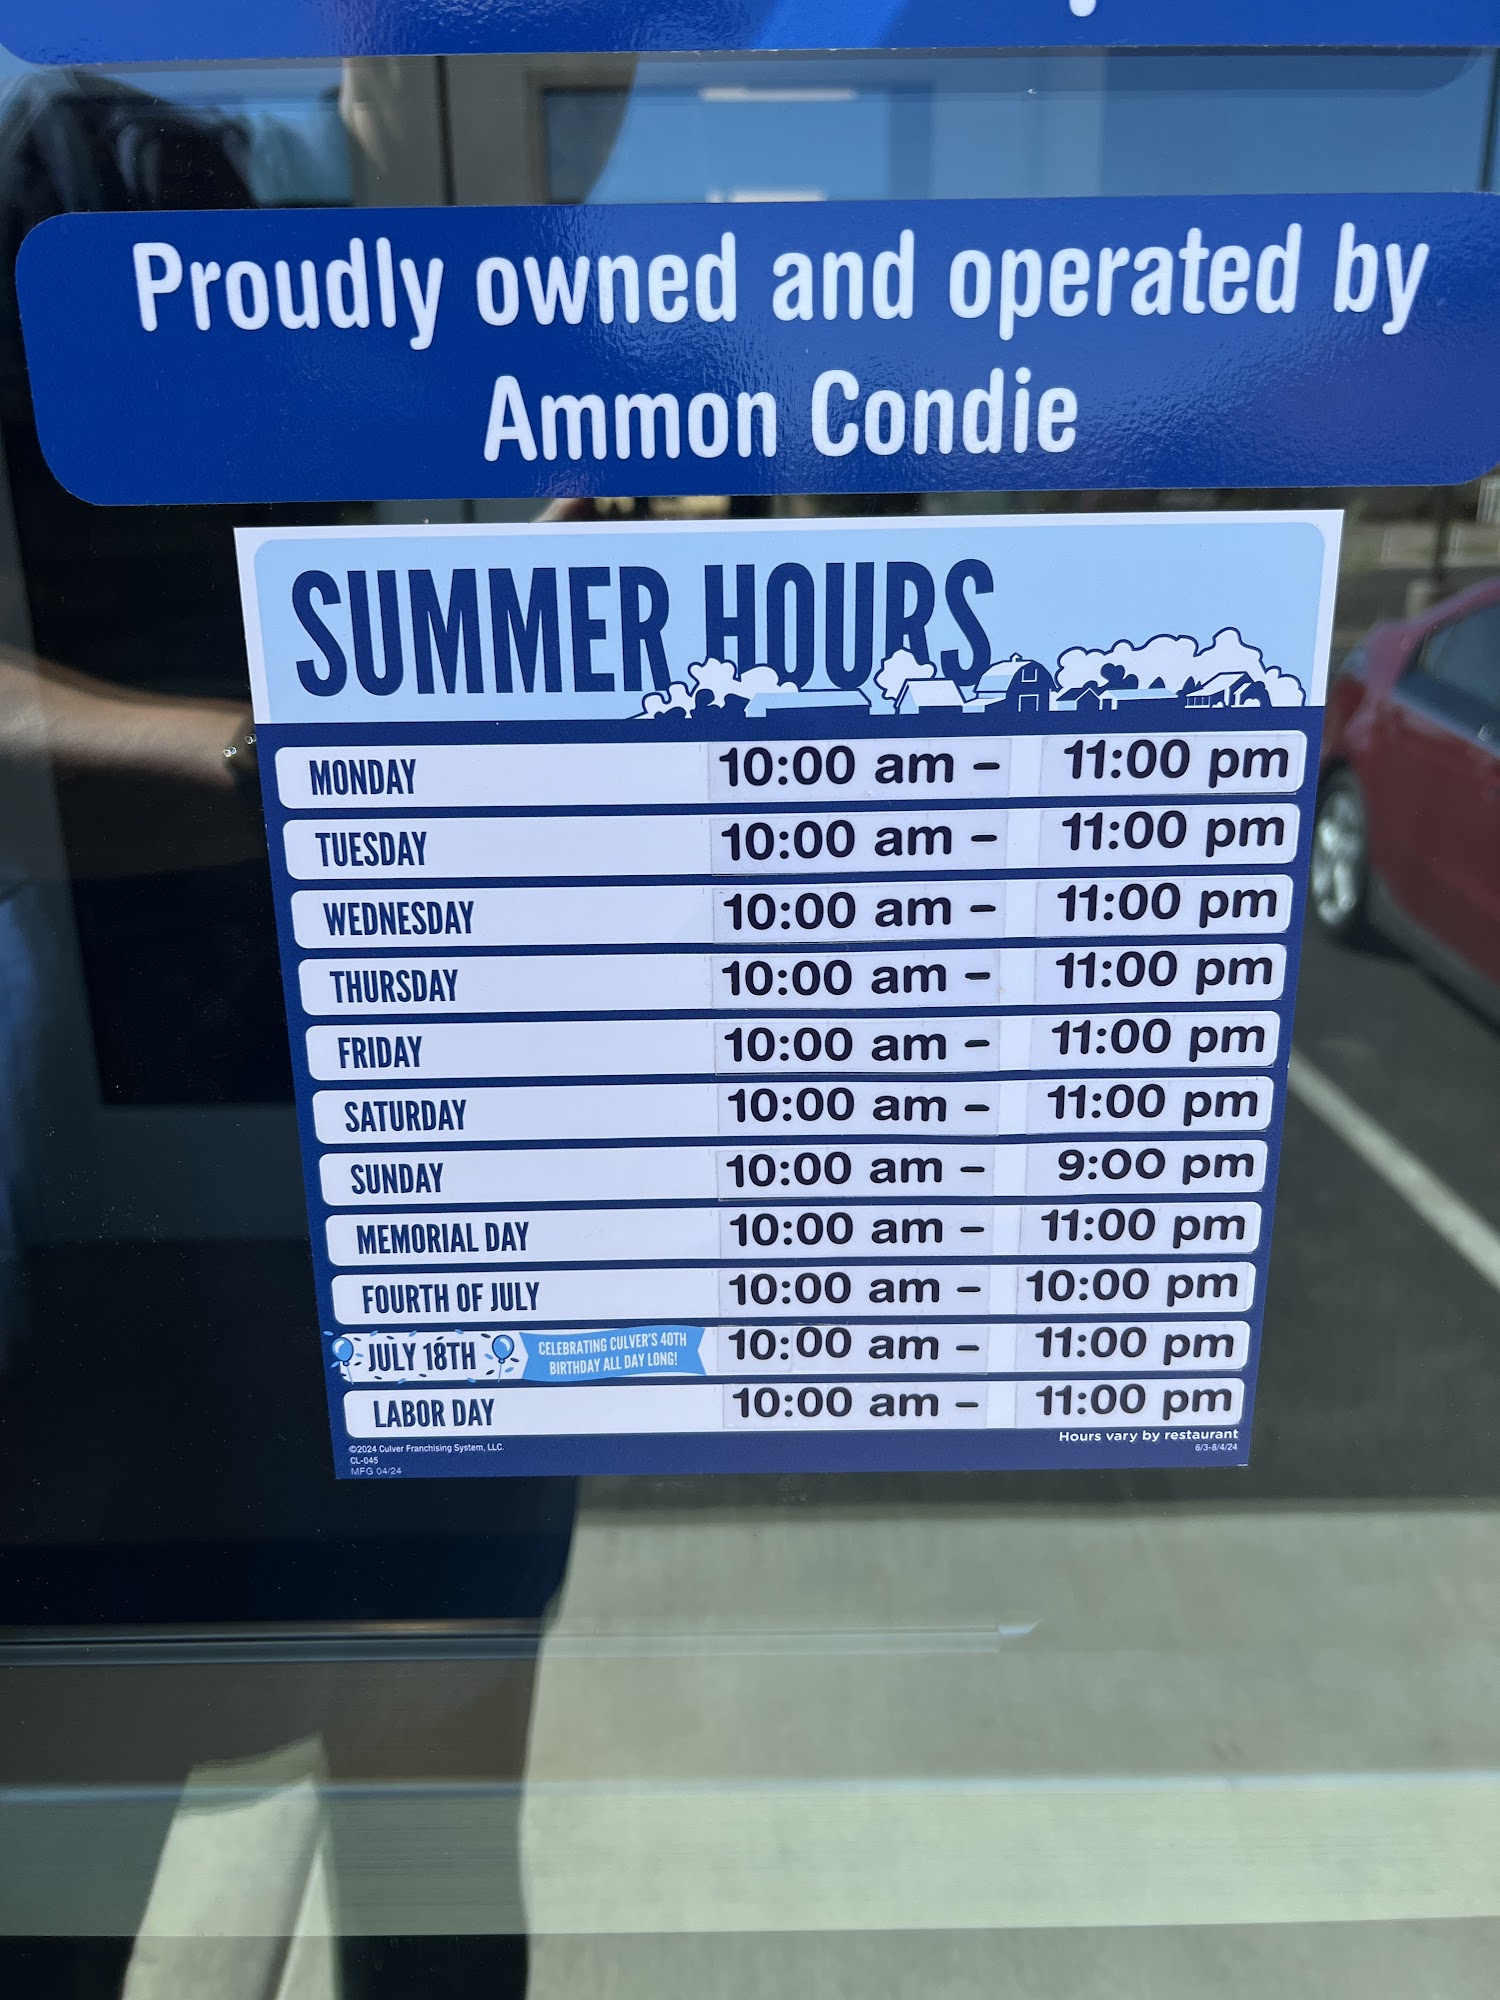 Proudly owned and operated by
Ammon Condie
SUMMER HOURS
MONDAY 10:00 am – 11:00 pm
TUESDAY 10:00 am – 11:00 pm
WEDNESDAY 10:00 am – 11:00 pm
THURSDAY 10:00 am – 11:00 pm
FRIDAY 10:00 am – 11:00 pm
SATURDAY 10:00 am – 11:00 pm
SUNDAY 10:00 am – 9:00 pm
MEMORIAL DAY 10:00 am – 11:00 pm
FOURTH OF JULY 10:00 am – 10:00 pm
JULY 18TH 10:00 am – 11:00 pm
CELEBRATING CULVER'S 40TH
BIRTHDAY ALL DAY LONG!
LABOR DAY 10:00 am – 11:00 pm
Hours vary by restaurant
©2024 Culver Franchising System, LLC. 6/3-8/4/24
CL-045
MFG 04/24